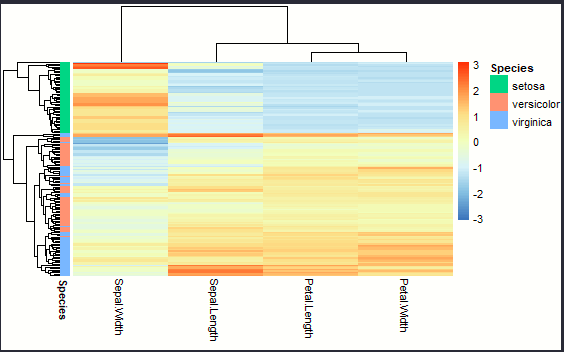 3
2
1
0
-1
-2
-3
Species
setosa
versicolor
virginica
Species
Sepal.Width
Sepal.Length
Petal.Length
Petal.Width